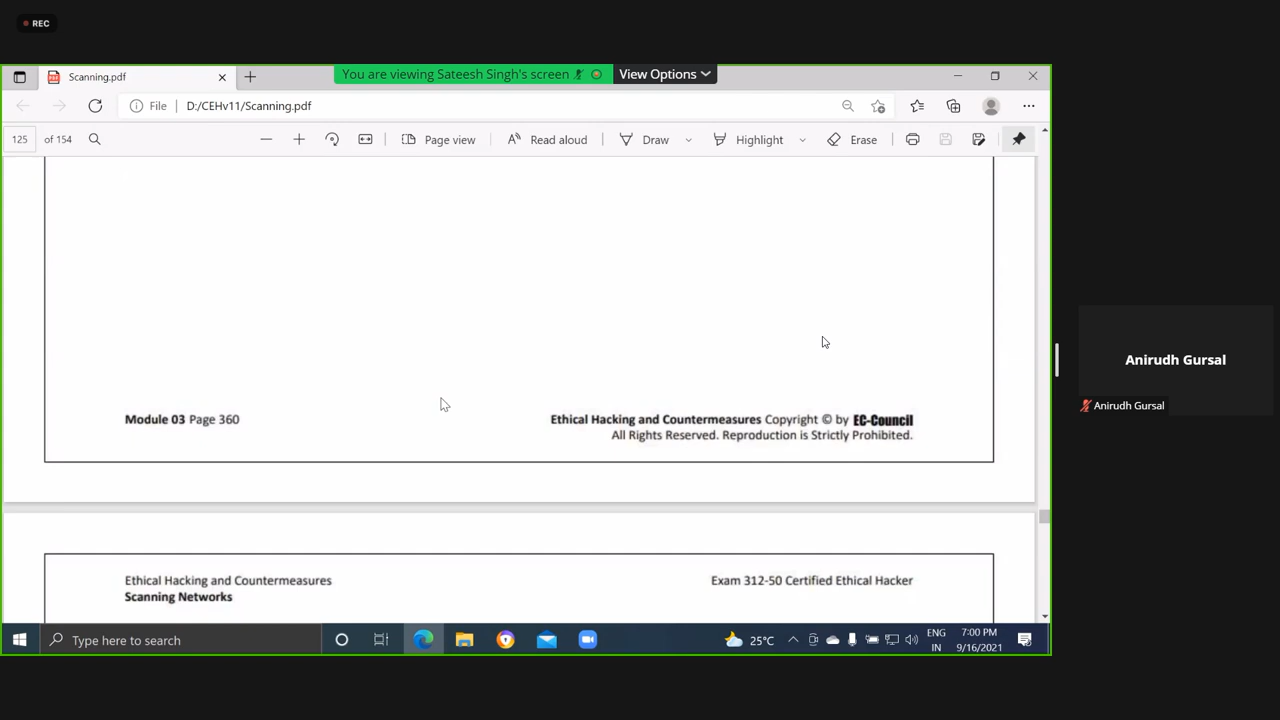 REC
Scanning.pdf
You are viewing Sateesh Singh's screen
View Options
File
D:/CEHv11/Scanning.pdf
125 of 154
Page view
Read aloud
Draw
Highlight
Erase
Module 03 Page 360
Ethical Hacking and Countermeasures Copyright © by EC-Council
All Rights Reserved. Reproduction is Strictly Prohibited.
Ethical Hacking and Countermeasures
Exam 312-50 Certified Ethical Hacker
Scanning Networks
Anirudh Gursal
Anirudh Gursal
Type here to search
25°C
ENG
IN
7:00 PM
9/16/2021